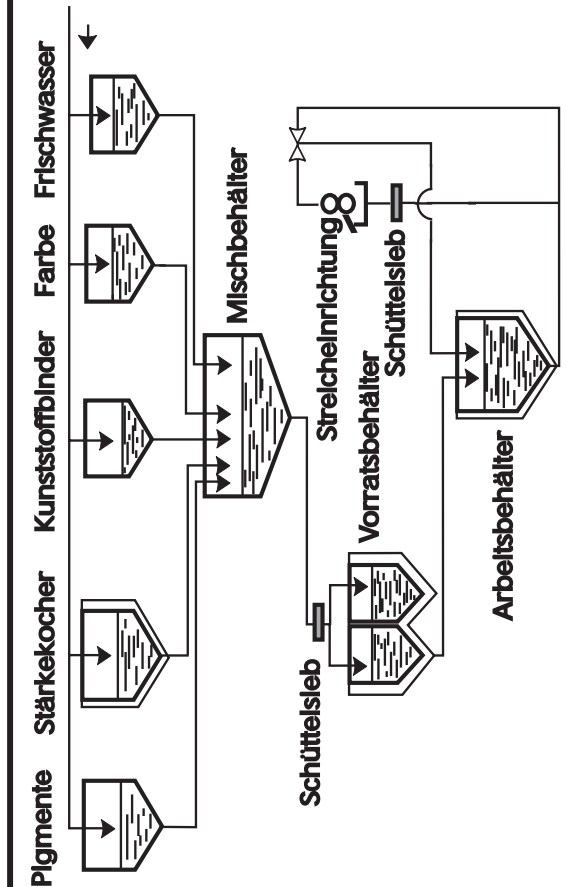 Pigmente
Stärkekocher
Kunststoffbinder
Farbe
Frischwasser
Mischbehälter
Schüttelsieb
Vorratsbehälter
Streicheinrichtung
Schüttelsieb
Arbeitsbehälter